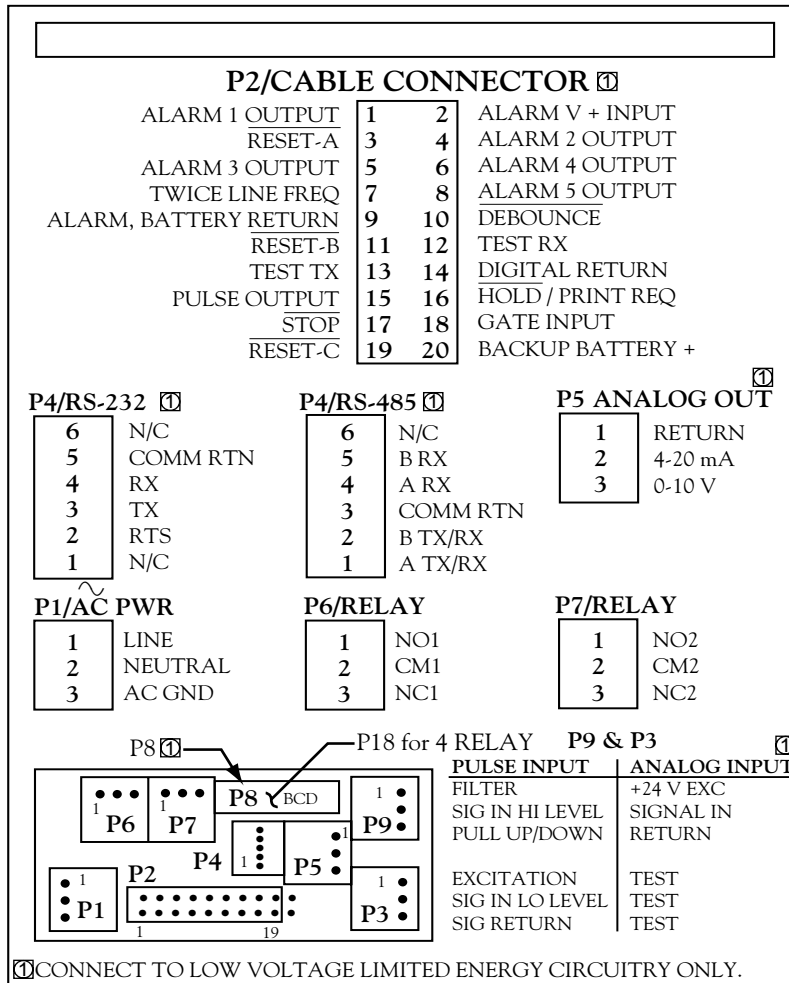 P2/CABLE CONNECTOR 1
ALARM 1 OUTPUT 1 2 ALARM V + INPUT
RESET-A 3 4 ALARM 2 OUTPUT
ALARM 3 OUTPUT 5 6 ALARM 4 OUTPUT
TWICE LINE FREQ 7 8 ALARM 5 OUTPUT
ALARM, BATTERY RETURN 9 10 DEBOUNCE
RESET-B 11 12 TEST RX
TEST TX 13 14 DIGITAL RETURN
PULSE OUTPUT 15 16 HOLD / PRINT REQ
STOP 17 18 GATE INPUT
RESET-C 19 20 BACKUP BATTERY +
P4/RS-232 1
6 N/C
5 COMM RTN
4 RX
3 TX
2 RTS
1 N/C
P4/RS-485 1
6 N/C
5 B RX
4 A RX
3 COMM RTN
2 B TX/RX
1 A TX/RX
1
P5 ANALOG OUT
1 RETURN
2 4-20 mA
3 0-10 V
P1/AC PWR
1 LINE
2 NEUTRAL
3 AC GND
P6/RELAY
1 NO1
2 CM1
3 NC1
P7/RELAY
1 NO2
2 CM2
3 NC2
P8 1
P18 for 4 RELAY
1 P6
1 P7
P8 BCD
1 P9
P4 1
1 P5
P2
1 19
1 P1
1 P3
P9 & P3 1
PULSE INPUT ANALOG INPUT
FILTER +24 V EXC
SIG IN HI LEVEL SIGNAL IN
PULL UP/DOWN RETURN
EXCITATION TEST
SIG IN LO LEVEL TEST
SIG RETURN TEST
1 CONNECT TO LOW VOLTAGE LIMITED ENERGY CIRCUITRY ONLY.